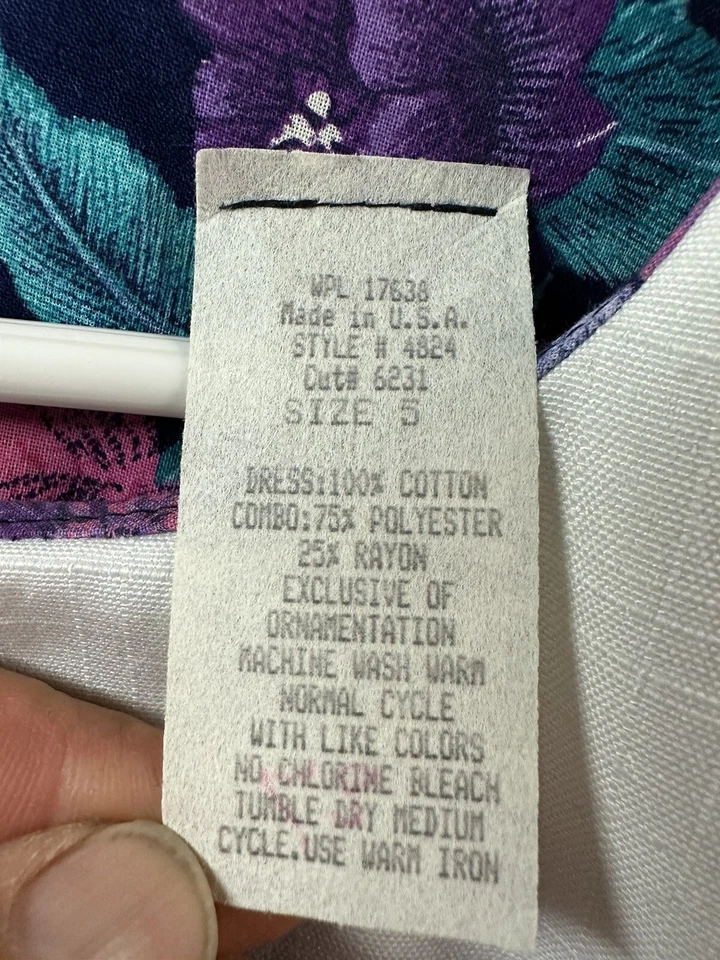 WPL 17638
Made in U.S.A.
STYLE # 4824
Cut# 6231
SIZE 5
DRESS:100% COTTON
COMBO:75% POLYESTER
25% RAYON
EXCLUSIVE OF
ORNAMENTATION
MACHINE WASH WARM
NORMAL CYCLE
WITH LIKE COLORS
NO CHLORINE BLEACH
TUMBLE DRY MEDIUM
CYCLE.USE WARM IRON